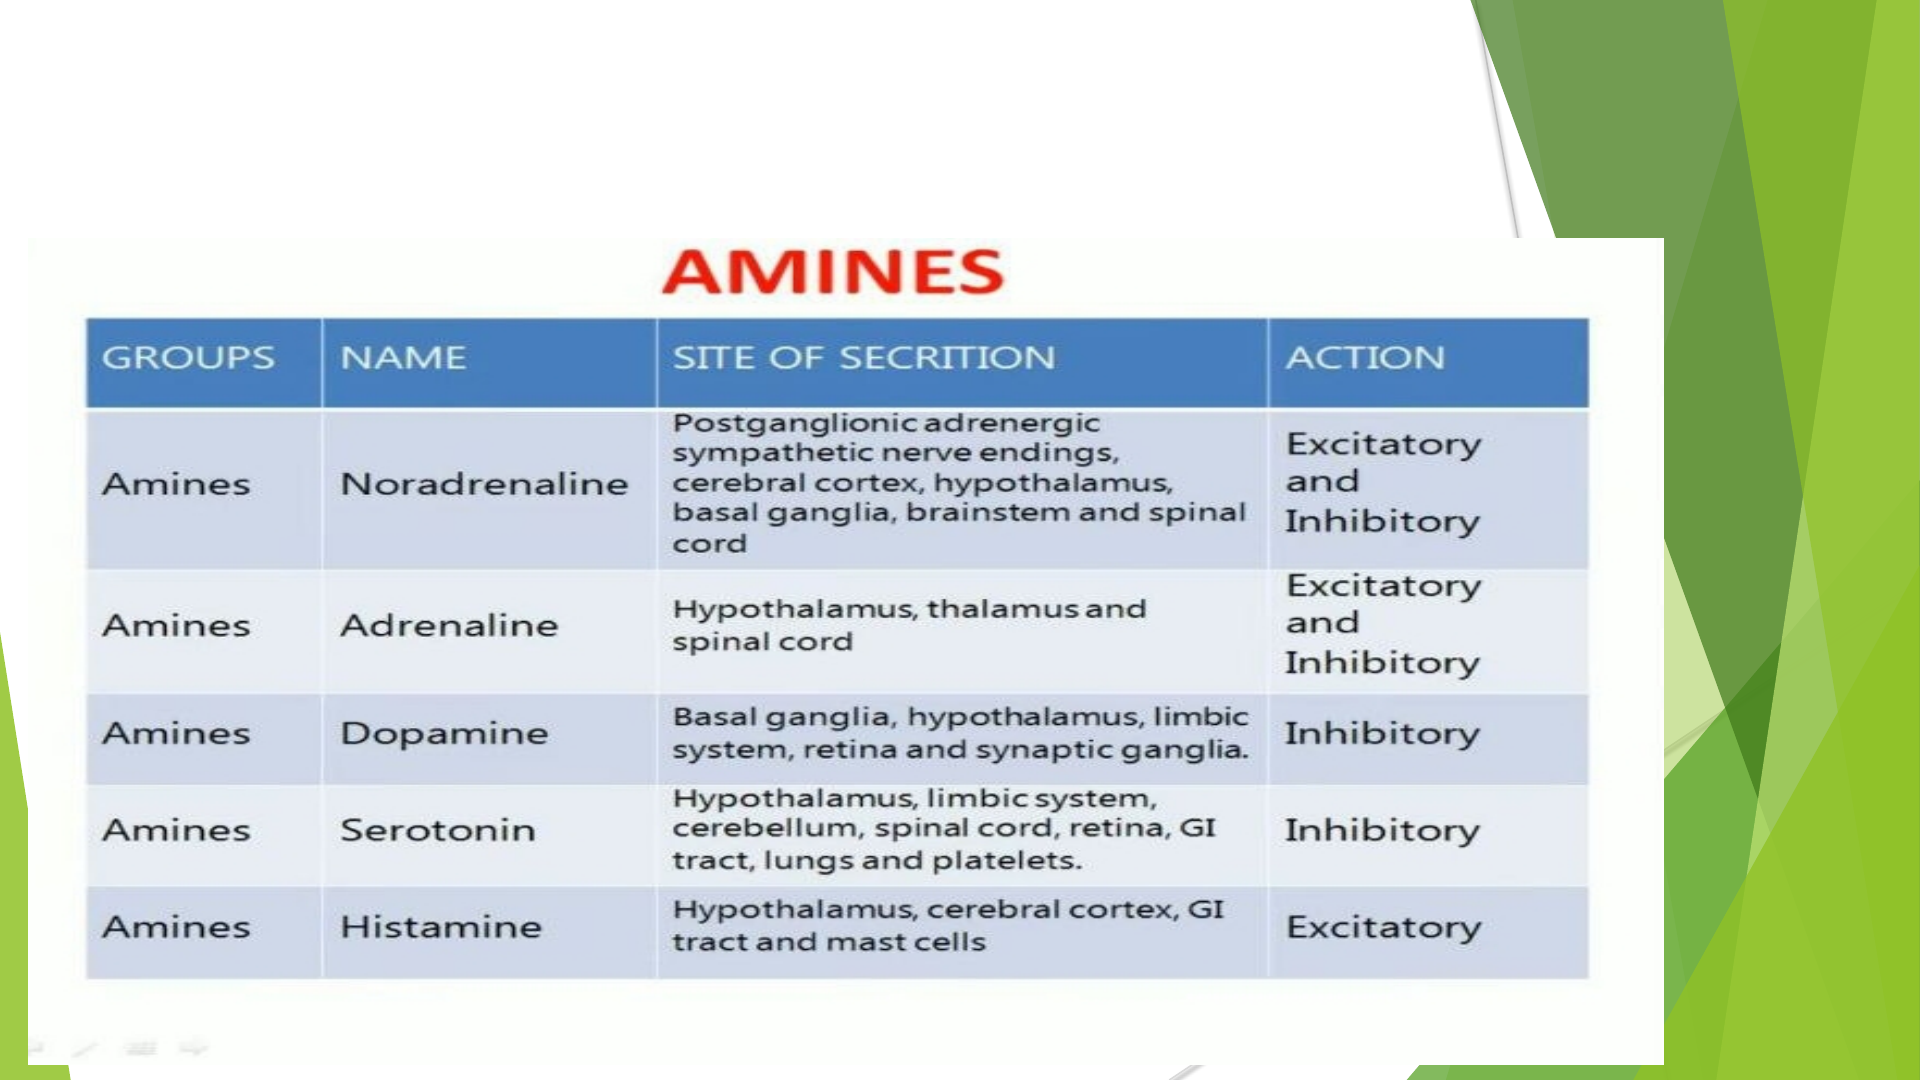 AMINES
GROUPS NAME SITE OF SECRITION ACTION
Amines Noradrenaline Postganglionic adrenergic
sympathetic nerve endings,
cerebral cortex, hypothalamus,
basal ganglia, brainstem and spinal
cord
Excitatory
and
Inhibitory
Amines Adrenaline Hypothalamus, thalamus and
spinal cord
Excitatory
and
Inhibitory
Amines Dopamine Basal ganglia, hypothalamus, limbic
system, retina and synaptic ganglia.
Inhibitory
Amines Serotonin Hypothalamus, limbic system,
cerebellum, spinal cord, retina, GI
tract, lungs and platelets.
Inhibitory
Amines Histamine Hypothalamus, cerebral cortex, GI
tract and mast cells
Excitatory